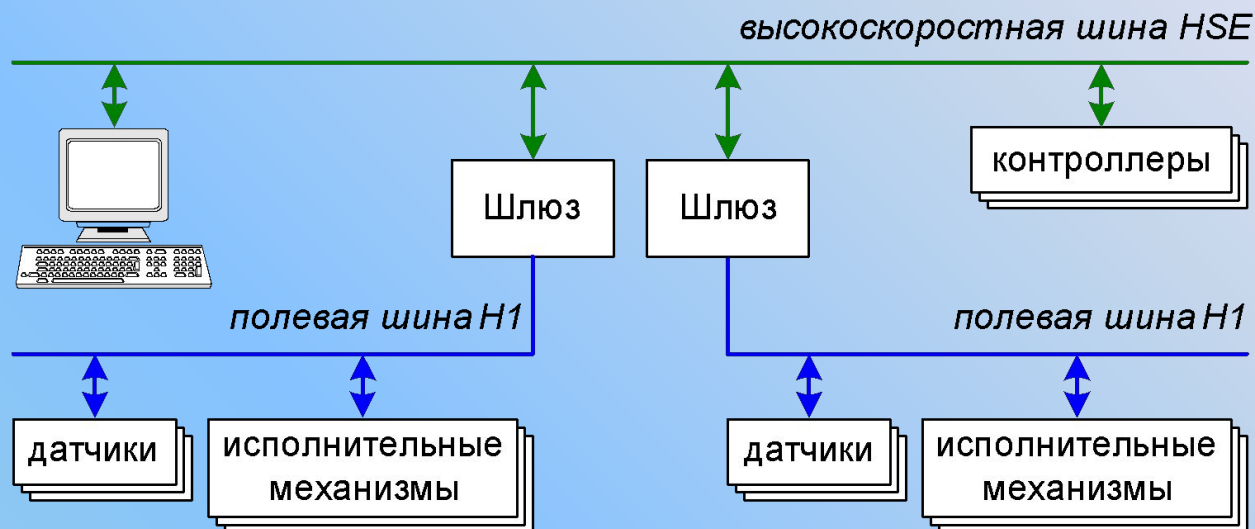 высокоскоростная шина HSE
контроллеры
Шлюз
Шлюз
полевая шина H1
полевая шина H1
датчики
исполнительные
механизмы
датчики
исполнительные
механизмы